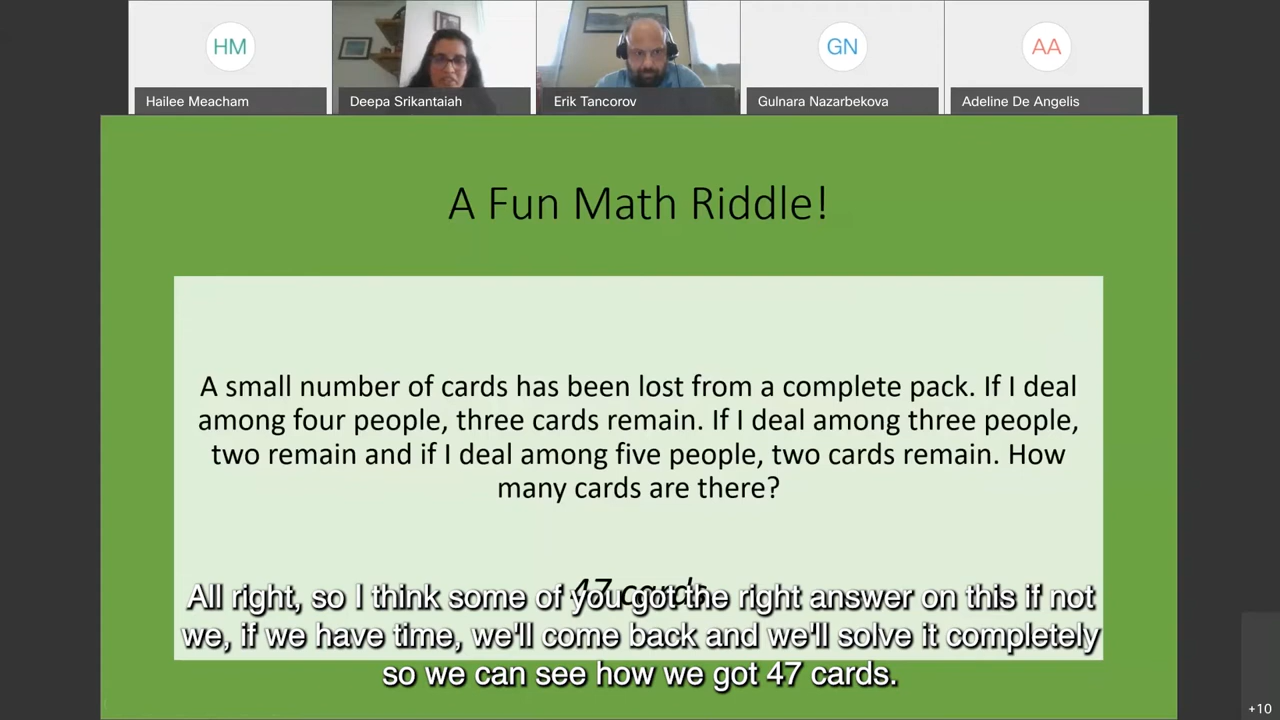 HM
GN
AA
Hailee Meacham
Deepa Srikantaiah
Erik Tancorov
Gulnara Nazarbekova
Adeline De Angelis
A Fun Math Riddle!
A small number of cards has been lost from a complete pack. If I deal
among four people, three cards remain. If I deal among three people,
two remain and if I deal among five people, two cards remain. How
many cards are there?
47 cards
All right, so I think some of you got the right answer on this if not
we, if we have time, we'll come back and we'll solve it completely
so we can see how we got 47 cards.
+10